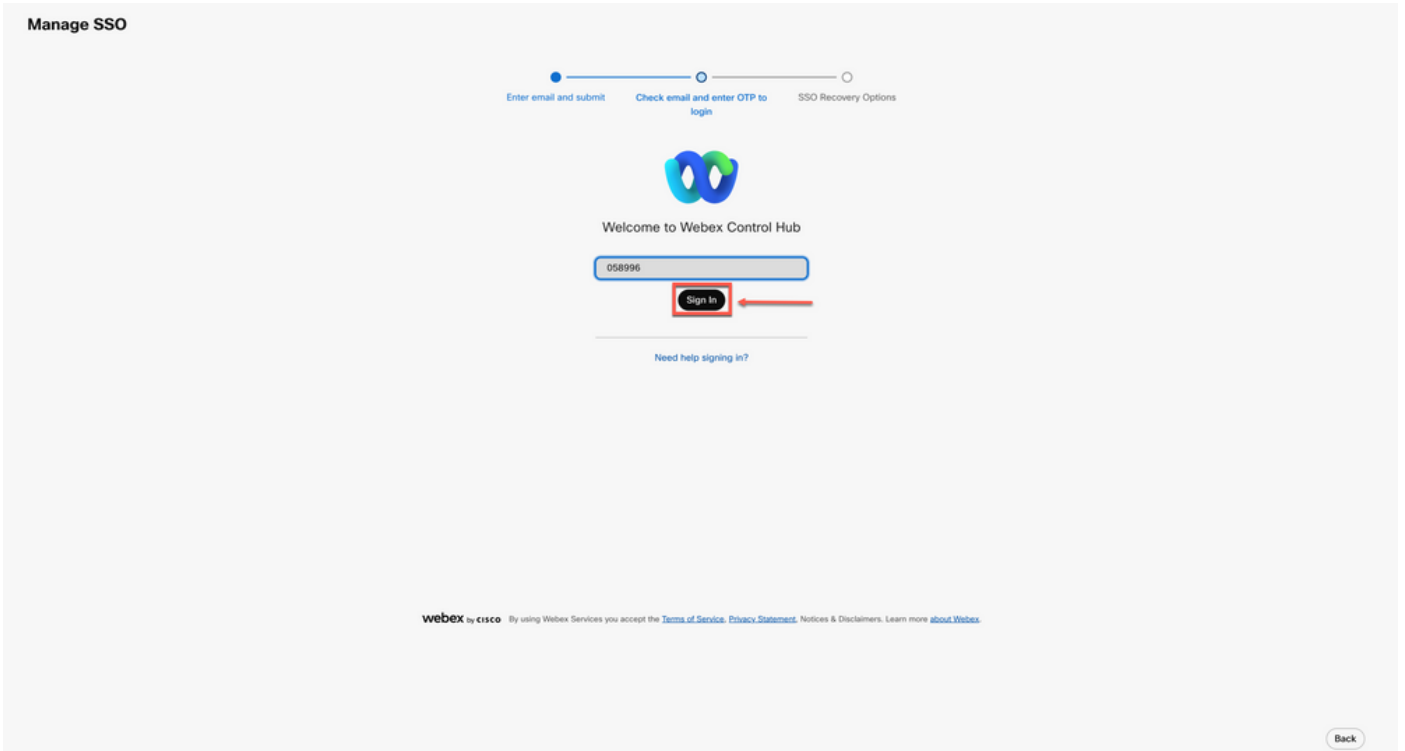 Manage SSO
Enter email and submit
Check email and enter OTP to
login
SSO Recovery Options
Welcome to Webex Control Hub
058996
Sign In
Need help signing in?
webex by CISCO By using Webex Services you accept the Terms of Service, Privacy Statement, Notices & Disclaimers. Learn more about Webex.
Back